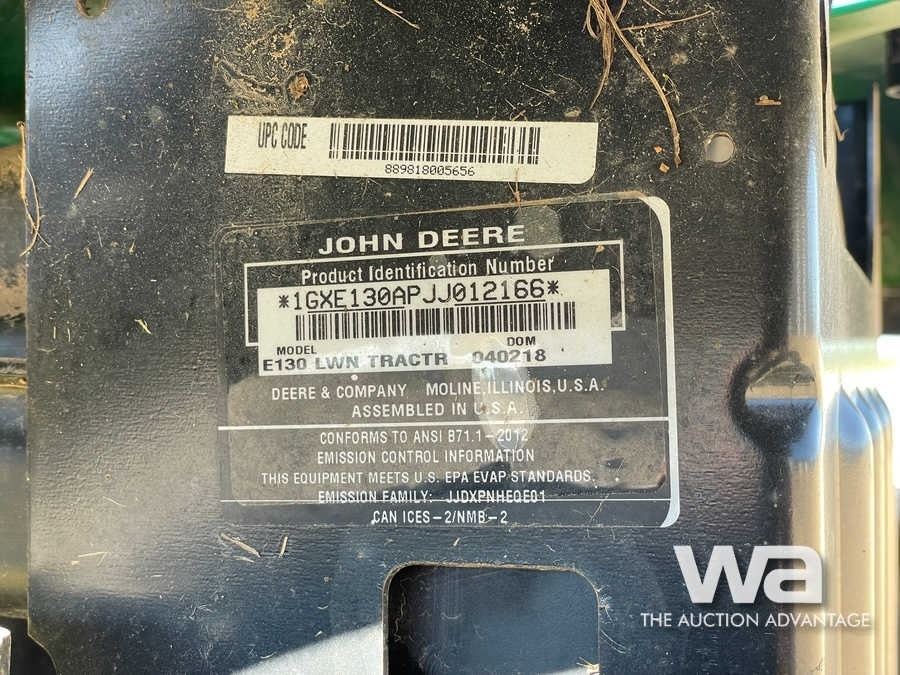 UPC CODE
889818005656
JOHN DEERE
Product Identification Number
*1GXE130APJJ012166*
MODEL DOM
E130 LWN TRACTR 040218
DEERE & COMPANY MOLINE, ILLINOIS, U.S.A.
ASSEMBLED IN U.S.A.
CONFORMS TO ANSI B71.1-2012
EMISSION CONTROL INFORMATION
THIS EQUIPMENT MEETS U.S. EPA EVAP STANDARDS.
EMISSION FAMILY: JJDXPNHEQE01
CAN ICES-2/NMB-2
wa
THE AUCTION ADVANTAGE